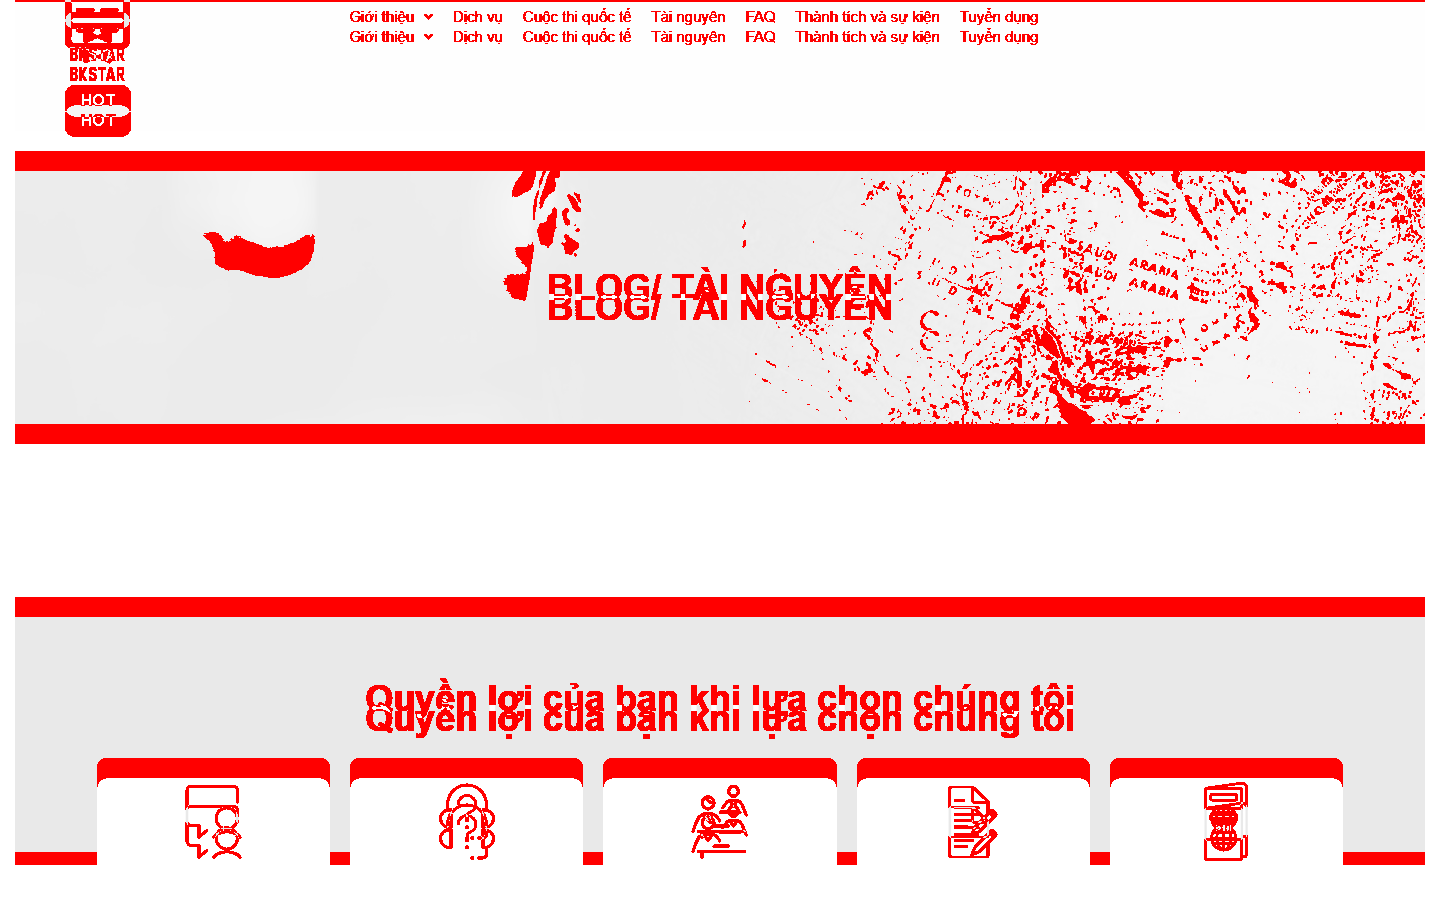 Giới thiệu Dịch vụ Cuộc thi quốc tế Tài nguyên FAQ Thành tích và sự kiện Tuyển dụng
Giới thiệu Dịch vụ Cuộc thi quốc tế Tài nguyên FAQ Thành tích và sự kiện Tuyển dụng
BKSTAR
BKSTAR
HOT
HOT
SAUDI ARABIA
SAUDI ARABIA
BLOG/ TÀI NGUYÊN
BLOG/ TÀI NGUYÊN
Quyền lợi của bạn khi lựa chọn chúng tôi
Quyền lợi của bạn khi lựa chọn chúng tôi